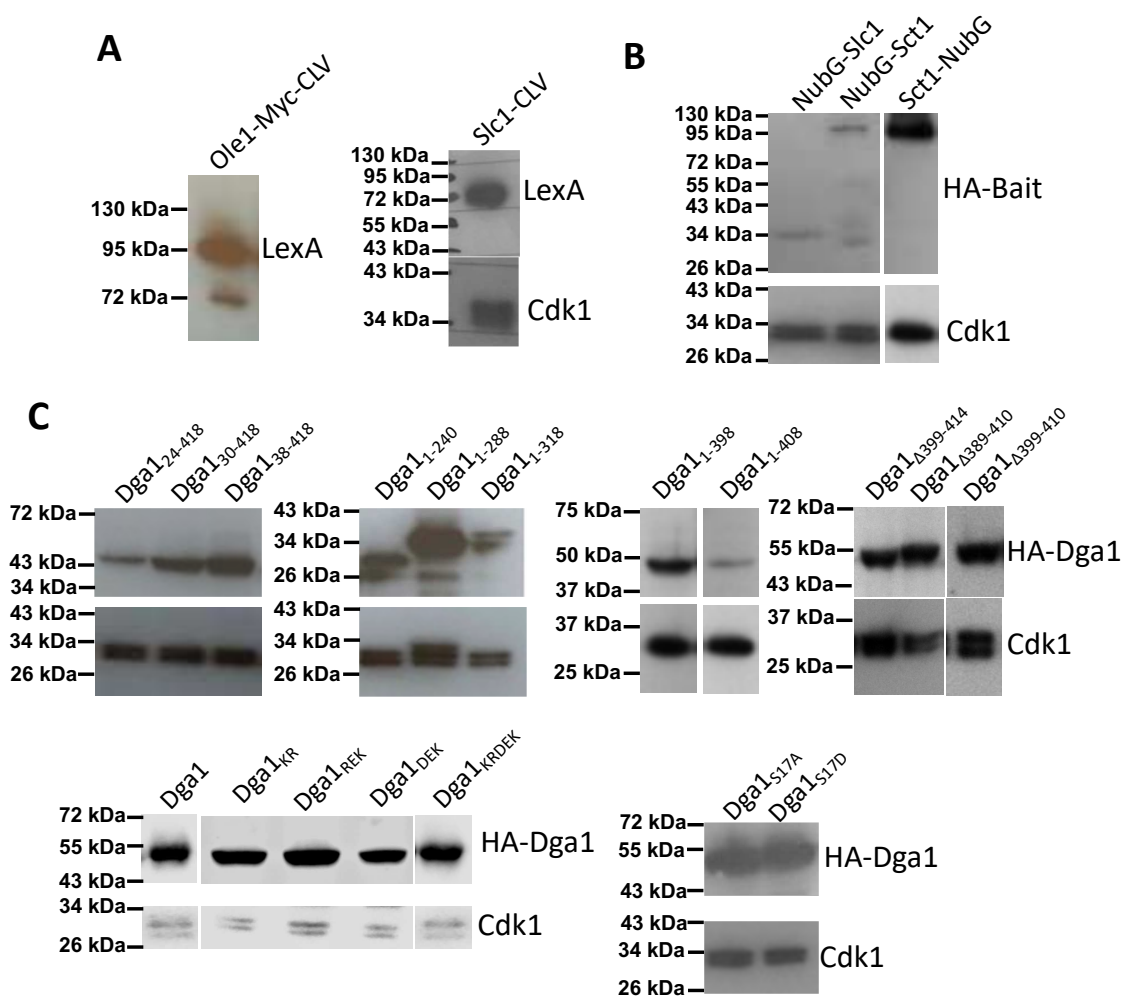 A
Ole1-Myc-CLV
130 kDa
95 kDa
72 kDa
LexA
Slc1-CLV
130 kDa
95 kDa
72 kDa
55 kDa
43 kDa
LexA
43 kDa
34 kDa
Cdk1
B
NubG-Slc1
NubG-Sct1
Sct1-NubG
130 kDa
95 kDa
72 kDa
55 kDa
43 kDa
34 kDa
26 kDa
HA-Bait
43 kDa
34 kDa
26 kDa
Cdk1
C
Dga124-418
Dga130-418
Dga138-418
72 kDa
43 kDa
34 kDa
43 kDa
34 kDa
26 kDa
Dga11-240
Dga11-288
Dga11-318
43 kDa
34 kDa
26 kDa
43 kDa
34 kDa
26 kDa
Dga11-398
Dga11-408
75 kDa
50 kDa
37 kDa
37 kDa
25 kDa
Dga1Δ399-414
Dga1Δ389-410
Dga1Δ399-410
72 kDa
55 kDa
43 kDa
HA-Dga1
37 kDa
25 kDa
Cdk1
Dga1
Dga1KR
Dga1REK
Dga1DEK
Dga1KRDEK
72 kDa
55 kDa
43 kDa
HA-Dga1
34 kDa
26 kDa
Cdk1
Dga1S17A
Dga1S17D
72 kDa
55 kDa
43 kDa
HA-Dga1
43 kDa
34 kDa
26 kDa
Cdk1